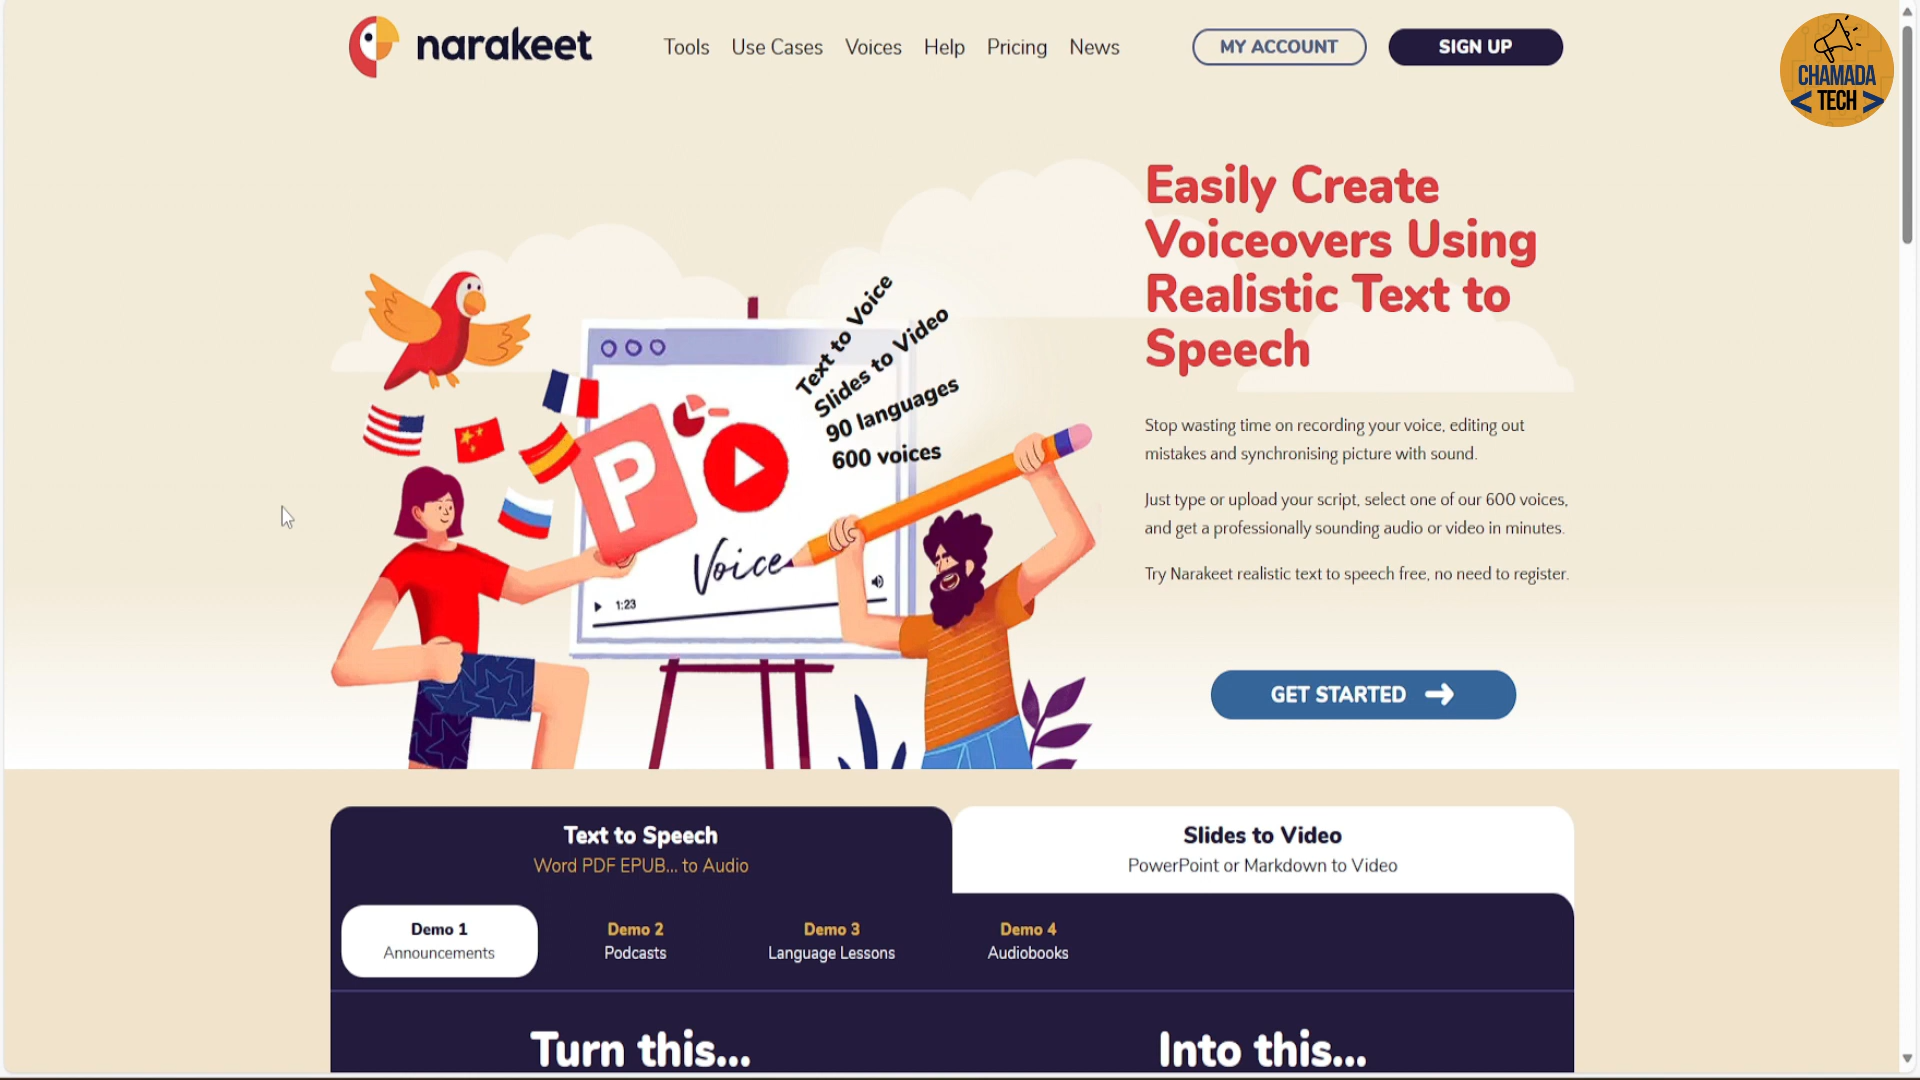 narakeet
Tools Use Cases Voices Help Pricing News
MY ACCOUNT
SIGN UP
CHAMADA
< TECH >
Easily Create
Voiceovers Using
Realistic Text to
Speech
Text to Voice
Slides to Video
90 languages
600 voices
P
Voice
1:23
Stop wasting time on recording your voice, editing out
mistakes and synchronising picture with sound.
Just type or upload your script, select one of our 600 voices,
and get a professionally sounding audio or video in minutes.
Try Narakeet realistic text to speech free, no need to register.
GET STARTED
Text to Speech
Word PDF EPUB... to Audio
Slides to Video
PowerPoint or Markdown to Video
Demo 1
Announcements
Demo 2
Podcasts
Demo 3
Language Lessons
Demo 4
Audiobooks
Turn this...
Into this...